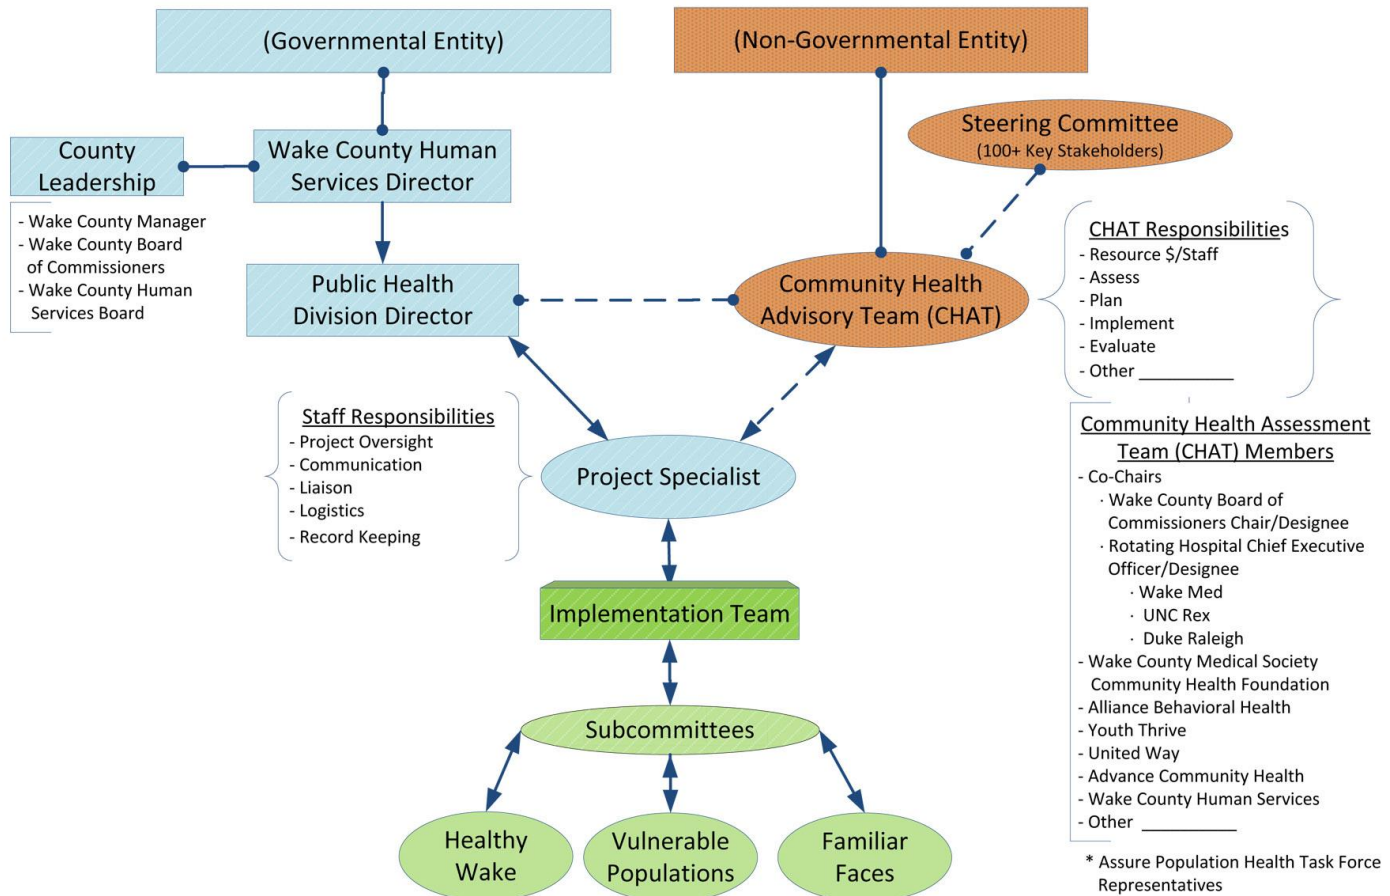 (Governmental Entity)
(Non-Governmental Entity)
Steering Committee
(100+ Key Stakeholders)
County
Leadership
Wake County Human
Services Director
- Wake County Manager
- Wake County Board
of Commissioners
- Wake County Human
Services Board
Public Health
Division Director
Community Health
Advisory Team (CHAT)
CHAT Responsibilities
- Resource $/Staff
- Assess
- Plan
- Implement
- Evaluate
- Other __________
Staff Responsibilities
- Project Oversight
- Communication
- Liaison
- Logistics
- Record Keeping
Project Specialist
Community Health Assessment
Team (CHAT) Members
- Co-Chairs
· Wake County Board of
Commissioners Chair/Designee
· Rotating Hospital Chief Executive
Officer/Designee
· Wake Med
· UNC Rex
· Duke Raleigh
- Wake County Medical Society
Community Health Foundation
- Alliance Behavioral Health
- Youth Thrive
- United Way
- Advance Community Health
- Wake County Human Services
- Other __________
* Assure Population Health Task Force
Representatives
Implementation Team
Subcommittees
Healthy
Wake
Vulnerable
Populations
Familiar
Faces